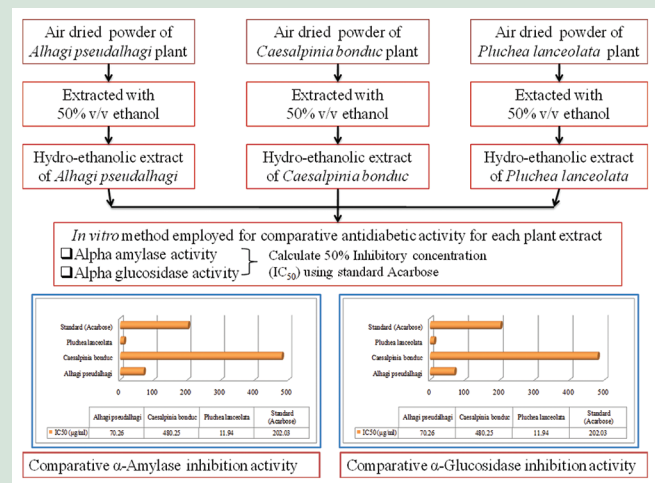 Air dried powder of
Alhagi pseudalhagi plant
Air dried powder of
Caesalpinia bonduc plant
Air dried powder of
Pluchea lanceolata plant
Extracted with
50% v/v ethanol
Extracted with
50% v/v ethanol
Extracted with
50% v/v ethanol
Hydro-ethanolic extract
of Alhagi pseudalhagi
Hydro-ethanolic extract
of Caesalpinia bonduc
Hydro-ethanolic extract
of Pluchea lanceolata
In vitro method employed for comparative antidiabetic activity for each plant extract
❑Alpha amylase activity
❑Alpha glucosidase activity
Calculate 50% Inhibitory concentration
(IC50) using standard Acarbose
Standard (Acarbose)
Pluchea lanceolata
Caesalpinia bonduc
Alhagi pseudalhagi
0 100 200 300 400 500
Alhagi pseudalhagi Caesalpinia bonduc Pluchea lanceolata Standard
(Acarbose)
IC50 (µg/ml) 70.26 480.25 11.94 202.03
Comparative α-Amylase inhibition activity
Standard (Acarbose)
Pluchea lanceolata
Caesalpinia bonduc
Alhagi pseudalhagi
0 100 200 300 400 500
Alhagi pseudalhagi Caesalpinia bonduc Pluchea lanceolata Standard
(Acarbose)
IC50 (µg/ml) 70.26 480.25 11.94 202.03
Comparative α-Glucosidase inhibition activity